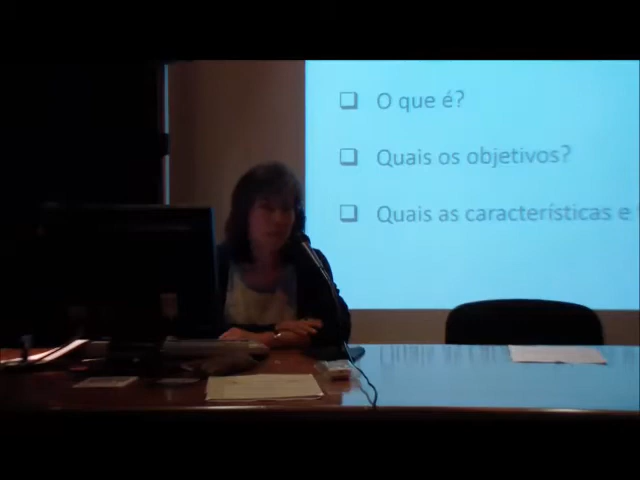 O que é?
Quais os objetivos?
Quais as características e